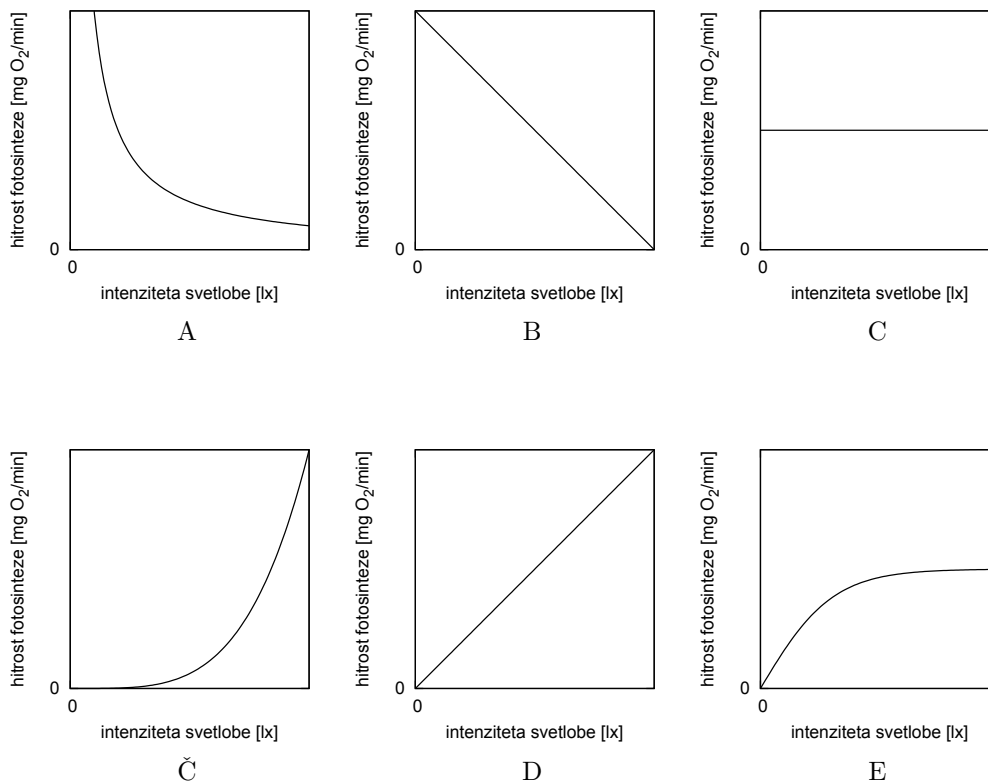 hitrost fotosinteze [mg O₂/min]
0
0
intenziteta svetlobe [lx]
A
hitrost fotosinteze [mg O₂/min]
0
0
intenziteta svetlobe [lx]
B
hitrost fotosinteze [mg O₂/min]
0
0
intenziteta svetlobe [lx]
C
hitrost fotosinteze [mg O₂/min]
0
0
intenziteta svetlobe [lx]
Č
hitrost fotosinteze [mg O₂/min]
0
0
intenziteta svetlobe [lx]
D
hitrost fotosinteze [mg O₂/min]
0
0
intenziteta svetlobe [lx]
E